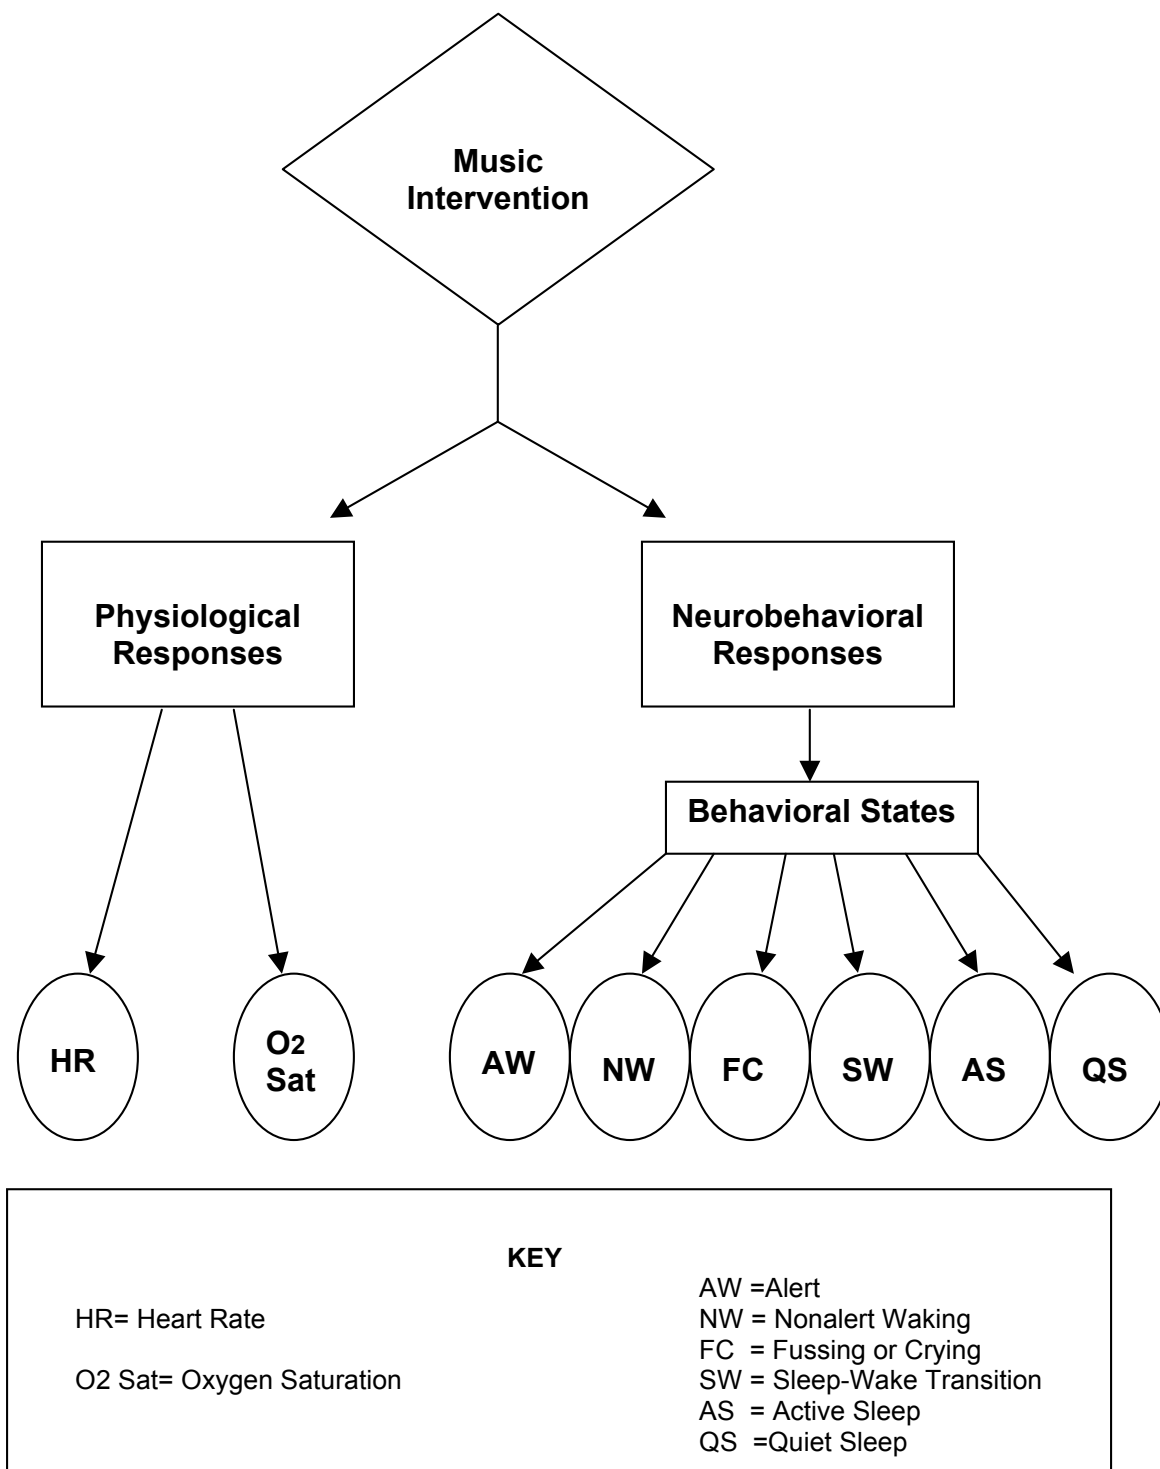 Music
Intervention
Physiological
Responses
Neurobehavioral
Responses
Behavioral States
HR
O2
Sat
AW
NW
FC
SW
AS
QS
KEY
HR= Heart Rate
O2 Sat= Oxygen Saturation
AW =Alert
NW = Nonalert Waking
FC = Fussing or Crying
SW = Sleep-Wake Transition
AS = Active Sleep
QS =Quiet Sleep